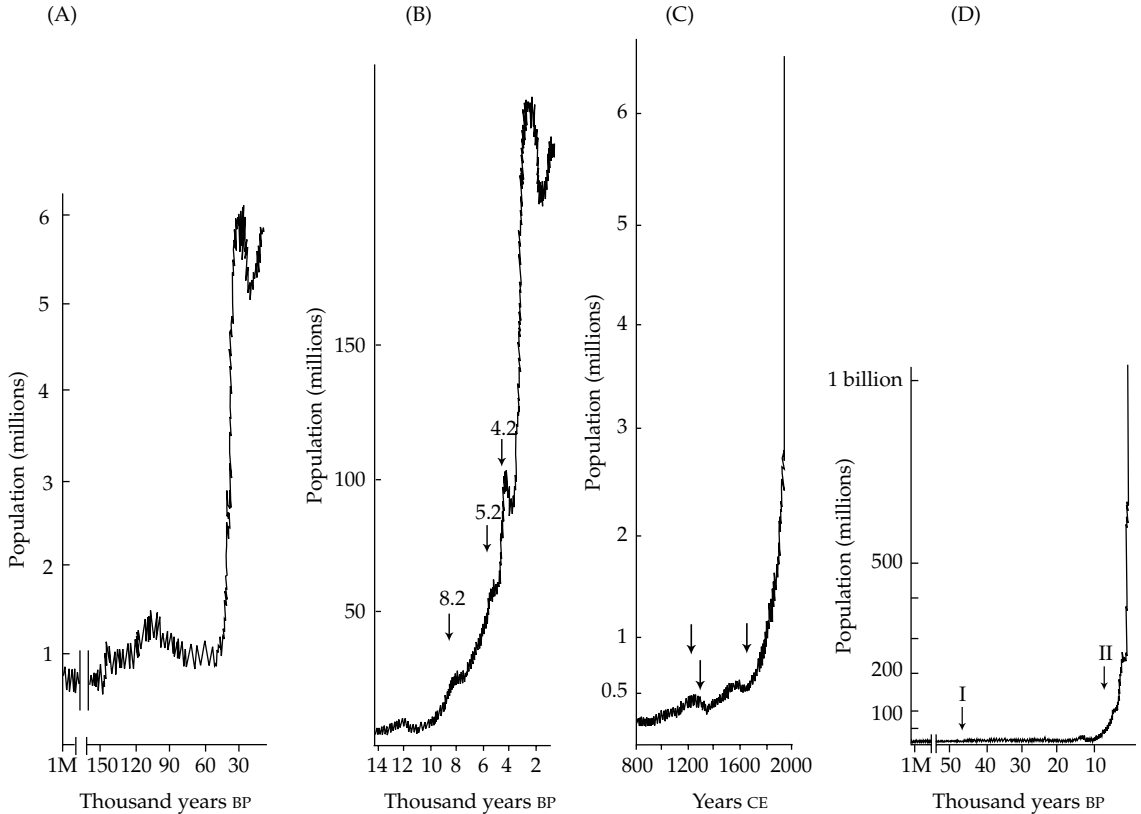 (A)
Population (millions)
6
5
4
3
2
1
1M 150 120 90 60 30
Thousand years BP
(B)
Population (millions)
150
100
50
4.2
5.2
8.2
14 12 10 8 6 4 2
Thousand years BP
(C)
Population (millions)
6
5
4
3
2
1
0.5
800 1200 1600 2000
Years CE
(D)
Population (millions)
1 billion
500
200
100
I
II
1M 50 40 30 20 10
Thousand years BP